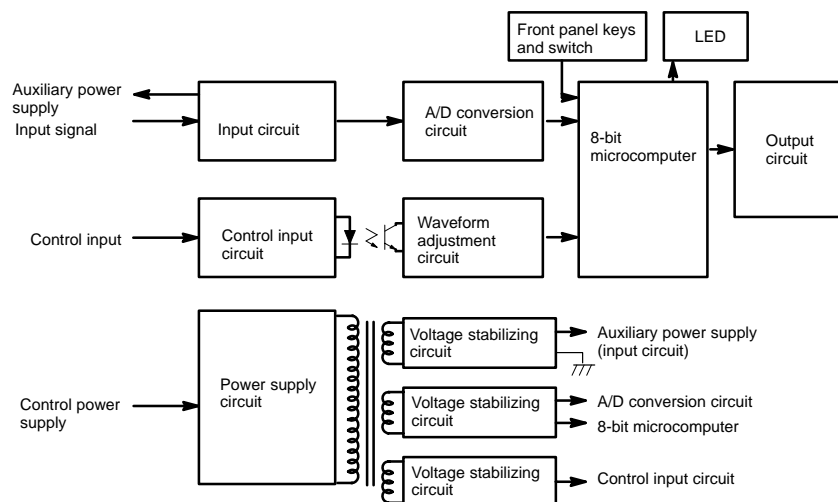 Front panel keys
and switch
LED
Auxiliary power
supply
Input signal
Input circuit
A/D conversion
circuit
8-bit
microcomputer
Output
circuit
Control input
Control input
circuit
Waveform
adjustment
circuit
Control power
supply
Power supply
circuit
Voltage stabilizing
circuit
Auxiliary power supply
(input circuit)
Voltage stabilizing
circuit
A/D conversion circuit
8-bit microcomputer
Voltage stabilizing
circuit
Control input circuit